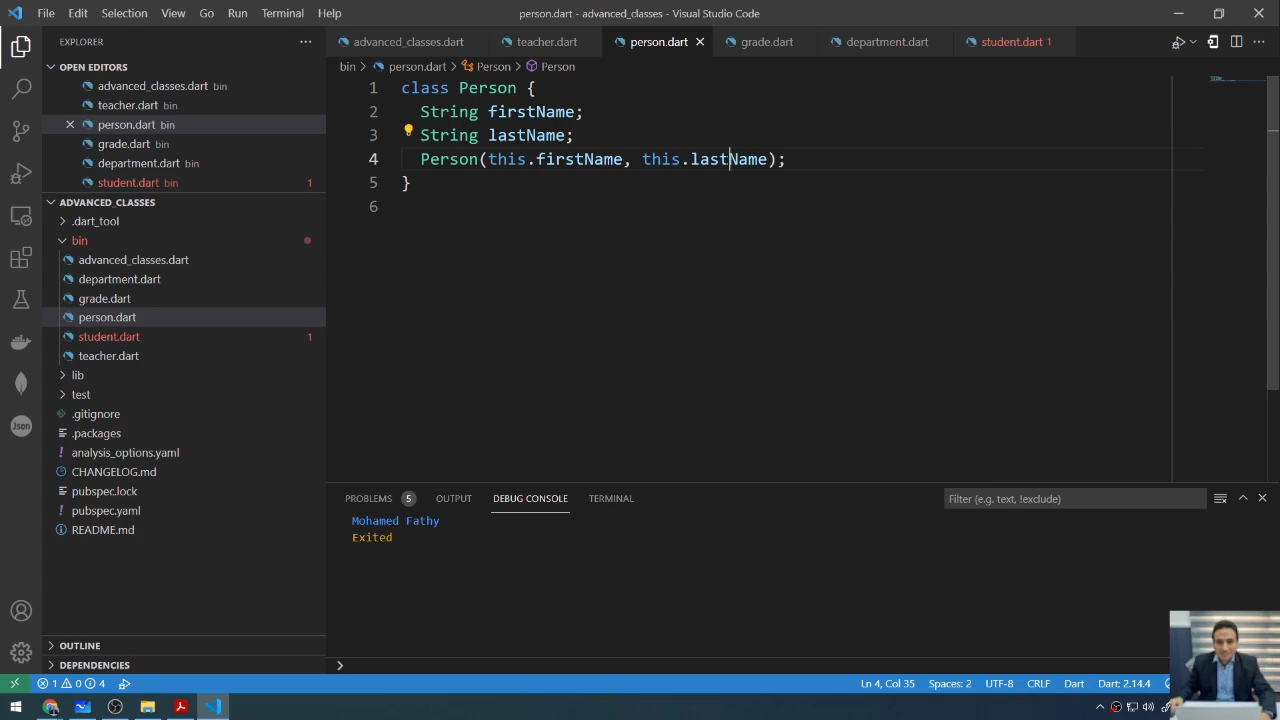 File Edit Selection View Go Run Terminal Help
person.dart - advanced_classes - Visual Studio Code
EXPLORER
advanced_classes.dart
teacher.dart
person.dart
grade.dart
department.dart
student.dart 1
OPEN EDITORS
bin > person.dart > Person > Person
advanced_classes.dart bin
teacher.dart bin
person.dart bin
grade.dart bin
department.dart bin
student.dart bin 1
ADVANCED_CLASSES
.dart_tool
bin
advanced_classes.dart
department.dart
grade.dart
person.dart
student.dart 1
teacher.dart
lib
test
.gitignore
.packages
analysis_options.yaml
CHANGELOG.md
pubspec.lock
pubspec.yaml
README.md
OUTLINE
DEPENDENCIES
1 class Person {
2 String firstName;
3 String lastName;
4 Person(this.firstName, this.lastName);
5 }
6
PROBLEMS 5 OUTPUT DEBUG CONSOLE TERMINAL
Filter (e.g. text, !exclude)
Mohamed Fathy
Exited
1 0 4
Ln 4, Col 35 Spaces: 2 UTF-8 CRLF Dart Dart: 2.14.4
Json